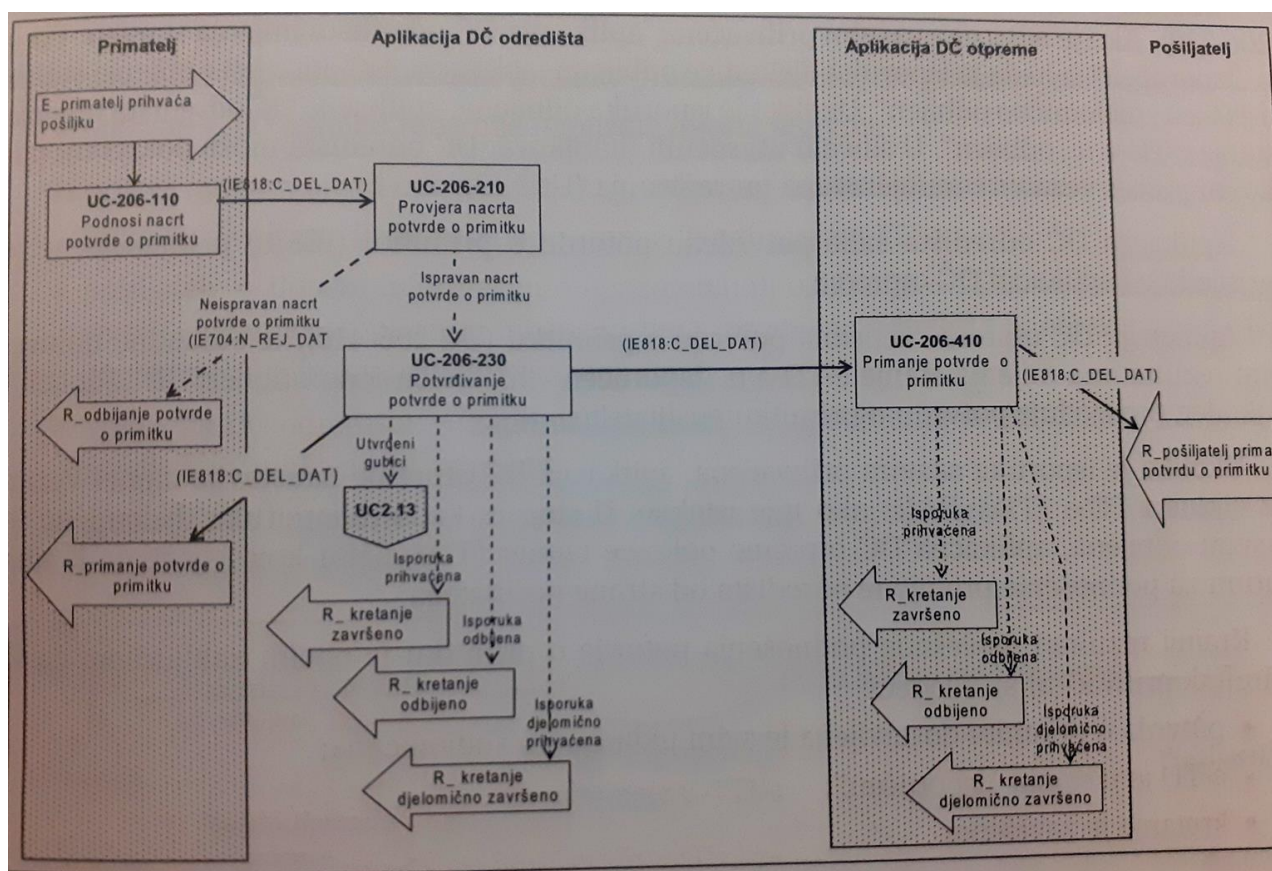 Primatelj
Aplikacija DČ odredišta
Aplikacija DČ otpreme
Pošiljatelj
E_primatelj prihvaća
pošiljku
UC-206-110
Podnosi nacrt
potvrde o primitku
(IE818:C_DEL_DAT)
UC-206-210
Provjera nacrta
potvrde o primitku
Neispravan nacrt
potvrde o primitku
(IE704:N_REJ_DAT
Ispravan nacrt
potvrde o primitku
R_odbijanje potvrde
o primitku
UC-206-230
Potvrđivanje
potvrde o primitku
(IE818:C_DEL_DAT)
UC-206-410
Primanje potvrde o
primitku
(IE818:C_DEL_DAT)
R_pošiljatelj prima
potvrdu o primitku
(IE818:C_DEL_DAT)
R_primanje potvrde o
primitku
Utvrđeni
gubici
UC2.13
Isporuka
prihvaćena
R_ kretanje
završeno
Isporuka
odbijena
R_ kretanje
odbijeno
Isporuka
djelomično
prihvaćena
R_ kretanje
djelomično završeno
Isporuka
prihvaćena
R_kretanje
završeno
Isporuka
odbijena
R_ kretanje
odbijeno
Isporuka
djelomično
prihvaćena
R_ kretanje
djelomično završeno